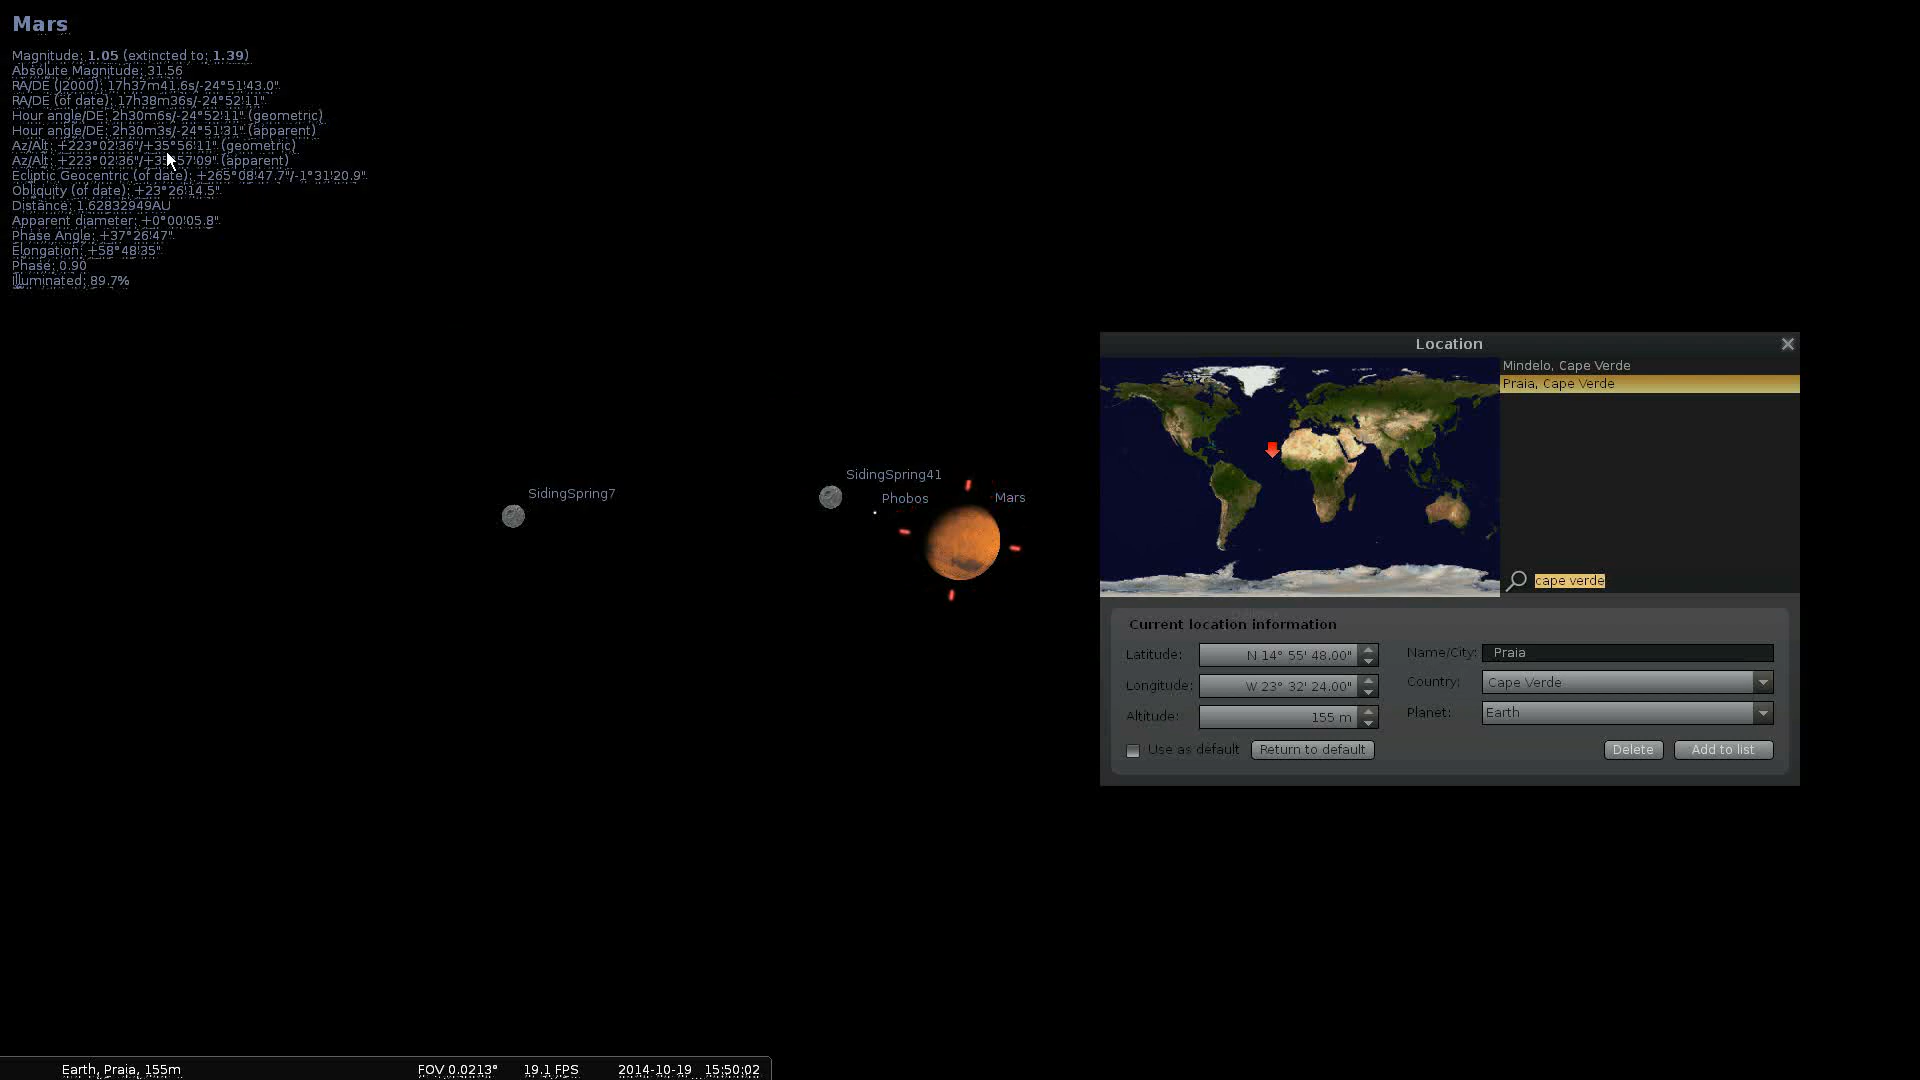 Mars
Magnitude: 1.05 (extincted to: 1.39)
Absolute Magnitude: 31.56
RA/DE (J2000): 17h37m41.6s/-24°51'43.0"
RA/DE (of date): 17h38m36s/-24°52'11"
Hour angle/DE: 2h30m6s/-24°52'11" (geometric)
Hour angle/DE: 2h30m3s/-24°51'31" (apparent)
Az/Alt: +223°02'36"/+35°56'11" (geometric)
Az/Alt: +223°02'36"/+35°57'09" (apparent)
Ecliptic Geocentric (of date): +265°08'47.7"/-1°31'20.9"
Obliquity (of date): +23°26'14.5"
Distance: 1.62832949AU
Apparent diameter: +0°00'05.8"
Phase Angle: +37°26'47"
Elongation: +58°48'35"
Phase: 0.90
Illuminated: 89.7%
SidingSpring7
SidingSpring41
Phobos
Mars
Location
Mindelo, Cape Verde
Praia, Cape Verde
cape verde
Current location information
Latitude: N 14° 55' 48.00"
Longitude: W 23° 32' 24.00"
Altitude: 155 m
Name/City: Praia
Country: Cape Verde
Planet: Earth
Use as default
Return to default
Delete
Add to list
Earth, Praia, 155m
FOV 0.0213°
19.1 FPS
2014-10-19 15:50:02